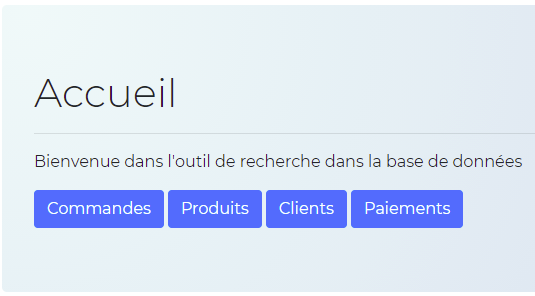 Accueil
Bienvenue dans l'outil de recherche dans la base de données
Commandes Produits Clients Paiements